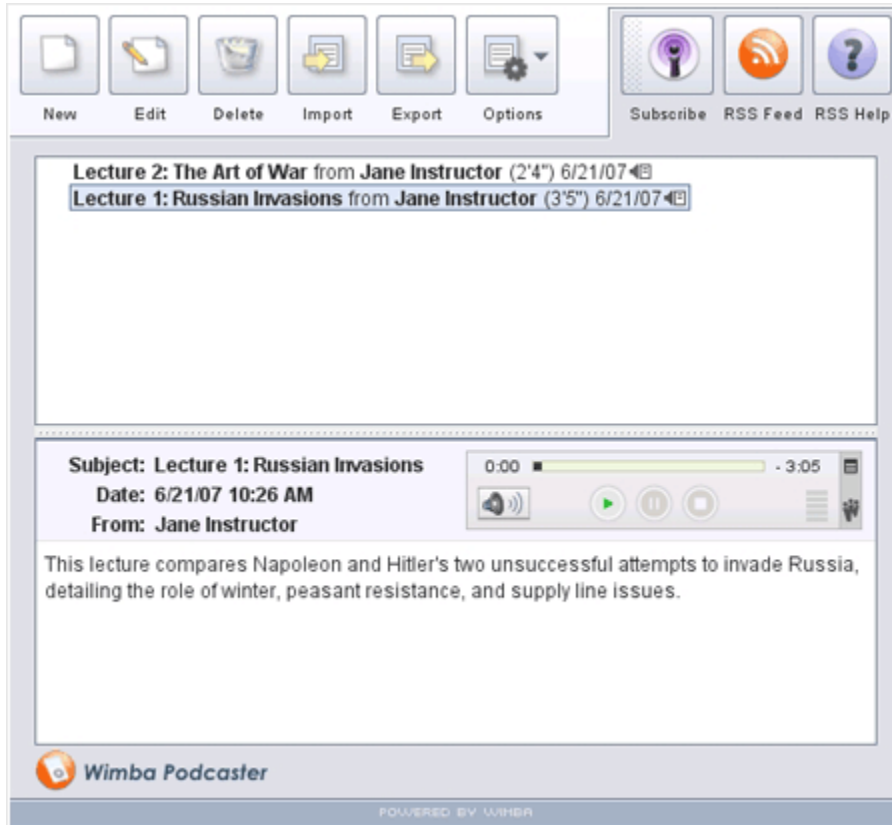 New Edit Delete Import Export Options Subscribe RSS Feed RSS Help
Lecture 2: The Art of War from Jane Instructor (2'4") 6/21/07
Lecture 1: Russian Invasions from Jane Instructor (3'5") 6/21/07
Subject: Lecture 1: Russian Invasions
0:00 - 3:05
Date: 6/21/07 10:26 AM
From: Jane Instructor
This lecture compares Napoleon and Hitler's two unsuccessful attempts to invade Russia,
detailing the role of winter, peasant resistance, and supply line issues.
Wimba Podcaster
POWERED BY WIMBA